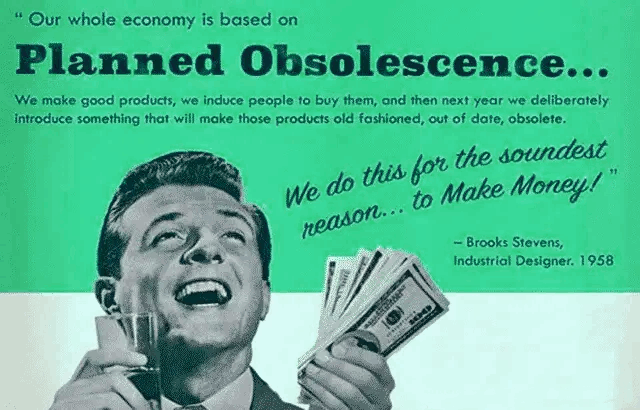 " Our whole economy is based on
Planned Obsolescence...
We make good products, we induce people to buy them, and then next year we deliberately
introduce something that will make those products old fashioned, out of date, obsolete.
We do this for the soundest
reason... to Make Money! "
– Brooks Stevens,
Industrial Designer. 1958
100